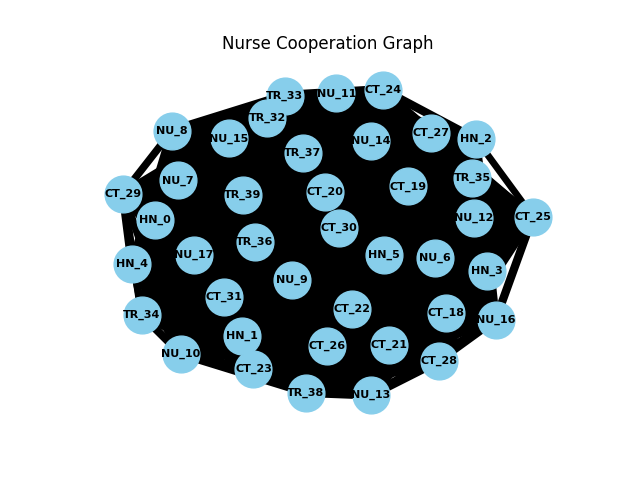 Nurse Cooperation Graph
CT_24
TR_33
NU_11
TR_32
NU_8
CT_27
NU_15
HN_2
NU_14
TR_37
TR_35
NU_7
CT_19
CT_20
CT_29
TR_39
CT_25
NU_12
HN_0
CT_30
TR_36
NU_17
HN_5
NU_6
HN_4
HN_3
NU_9
CT_31
CT_22
CT_18
TR_34
NU_16
HN_1
CT_21
CT_26
NU_10
CT_28
CT_23
TR_38
NU_13